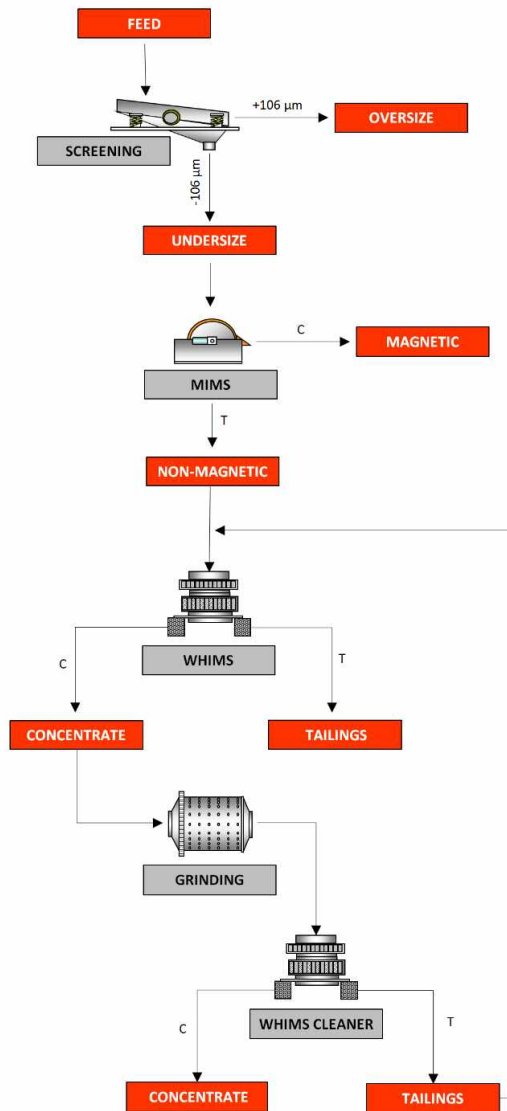 FEED
+106 µm
OVERSIZE
SCREENING
-106 µm
UNDERSIZE
C
MAGNETIC
MIMS
T
NON-MAGNETIC
WHIMS
C
T
CONCENTRATE
TAILINGS
GRINDING
WHIMS CLEANER
C
T
CONCENTRATE
TAILINGS